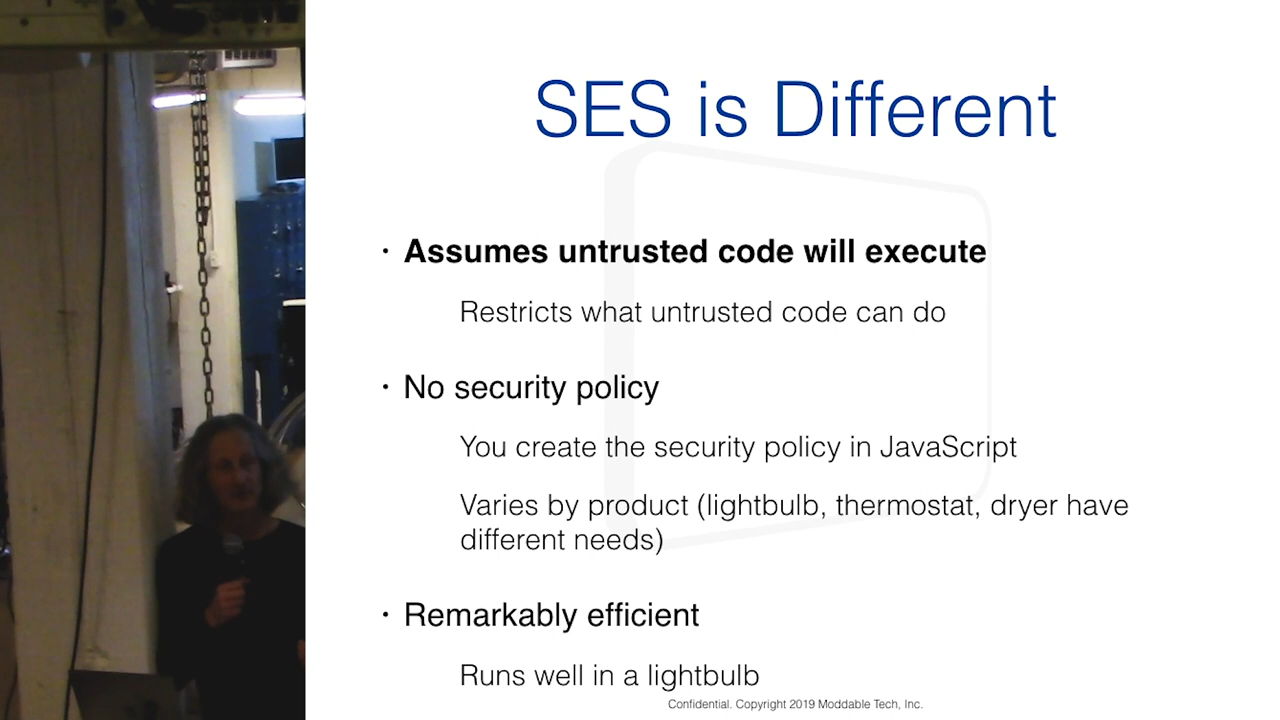 SES is Different
· Assumes untrusted code will execute
Restricts what untrusted code can do
· No security policy
You create the security policy in JavaScript
Varies by product (lightbulb, thermostat, dryer have
different needs)
· Remarkably efficient
Runs well in a lightbulb
Confidential. Copyright 2019 Moddable Tech, Inc.